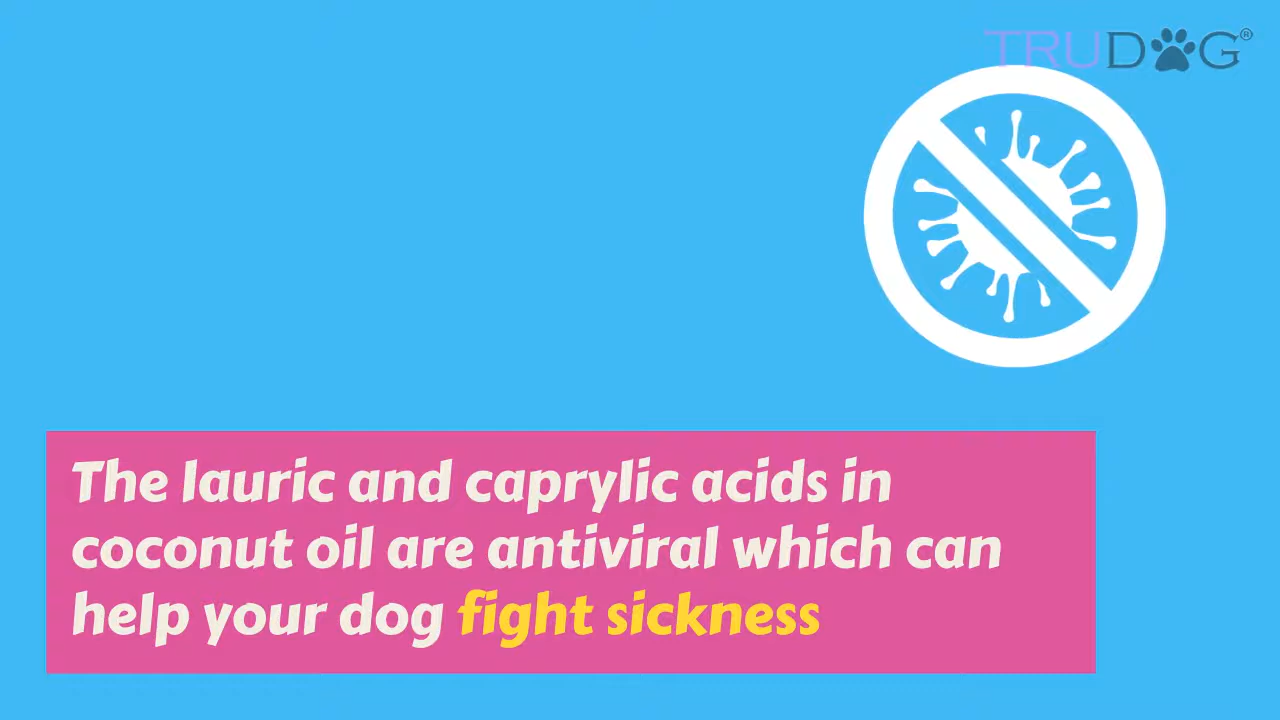 TRUDOG®
The lauric and caprylic acids in
coconut oil are antiviral which can
help your dog fight sickness